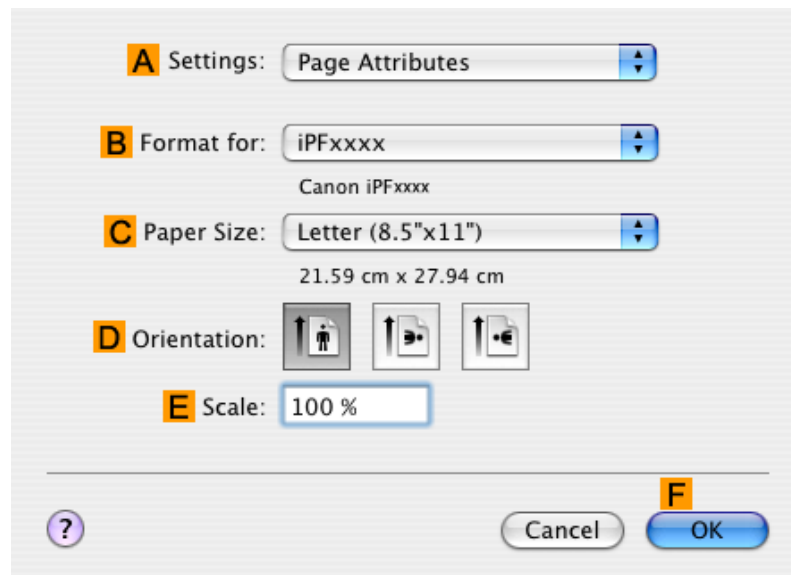 A Settings: Page Attributes
B Format for: iPFxxxx
Canon iPFxxxx
C Paper Size: Letter (8.5"x11")
21.59 cm x 27.94 cm
D Orientation:
E Scale: 100 %
F
? Cancel OK